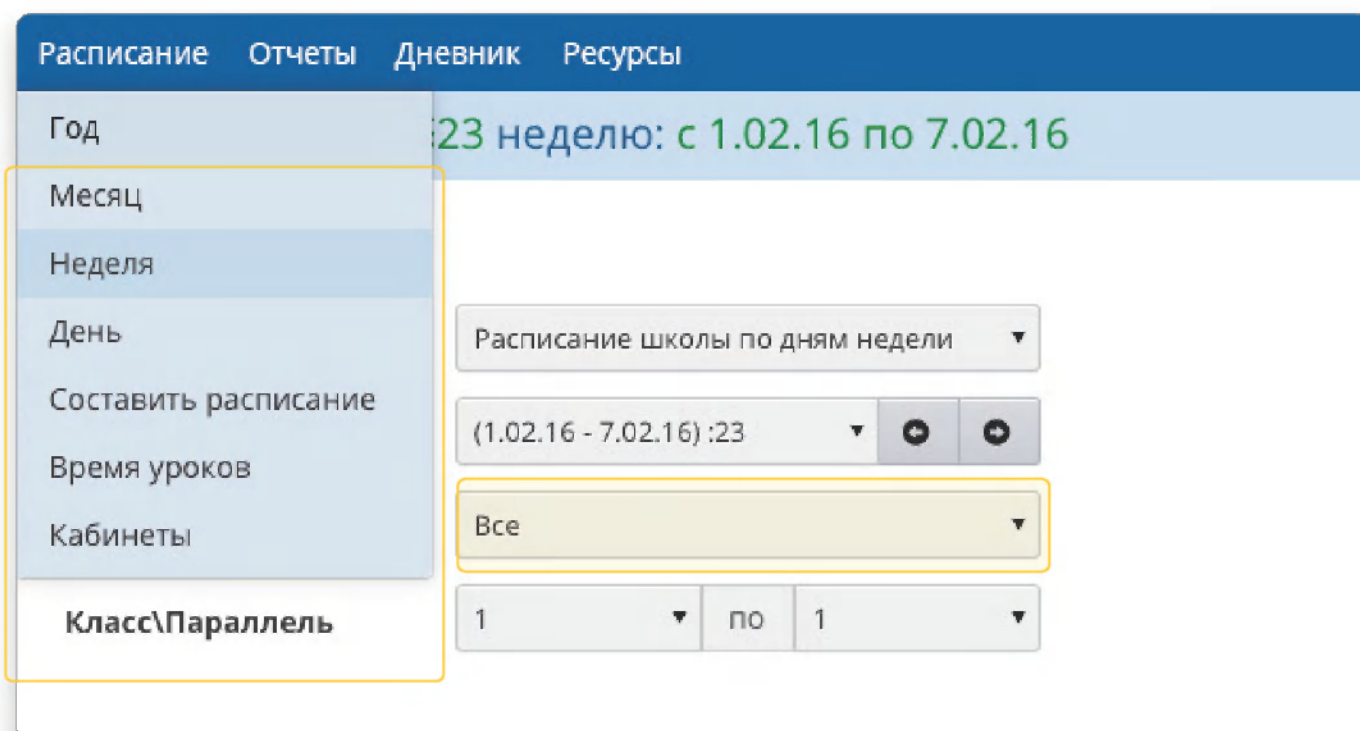 Расписание Отчеты Дневник Ресурсы
Год
23 неделю: с 1.02.16 по 7.02.16
Месяц
Неделя
День
Расписание школы по дням недели
Составить расписание
(1.02.16 - 7.02.16) :23
Время уроков
Все
Кабинеты
Класс\Параллель
1 по 1